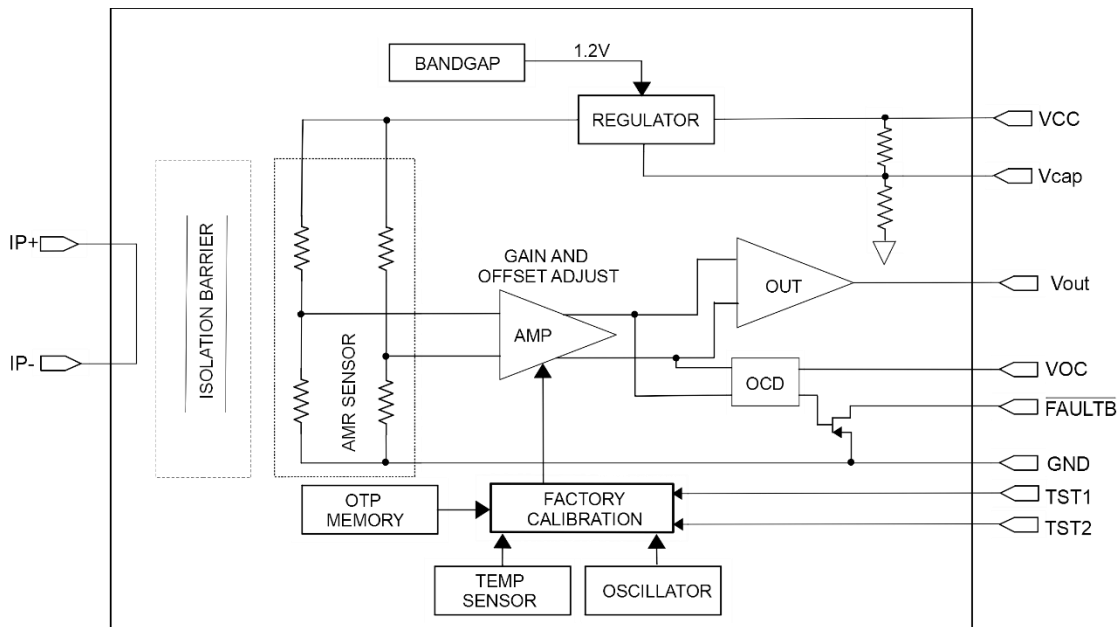 1.2V
BANDGAP
REGULATOR
VCC
Vcap
IP+
IP-
ISOLATION BARRIER
AMR SENSOR
GAIN AND
OFFSET ADJUST
AMP
OUT
Vout
OCD
VOC
FAULTB
GND
OTP
MEMORY
FACTORY
CALIBRATION
TST1
TST2
TEMP
SENSOR
OSCILLATOR